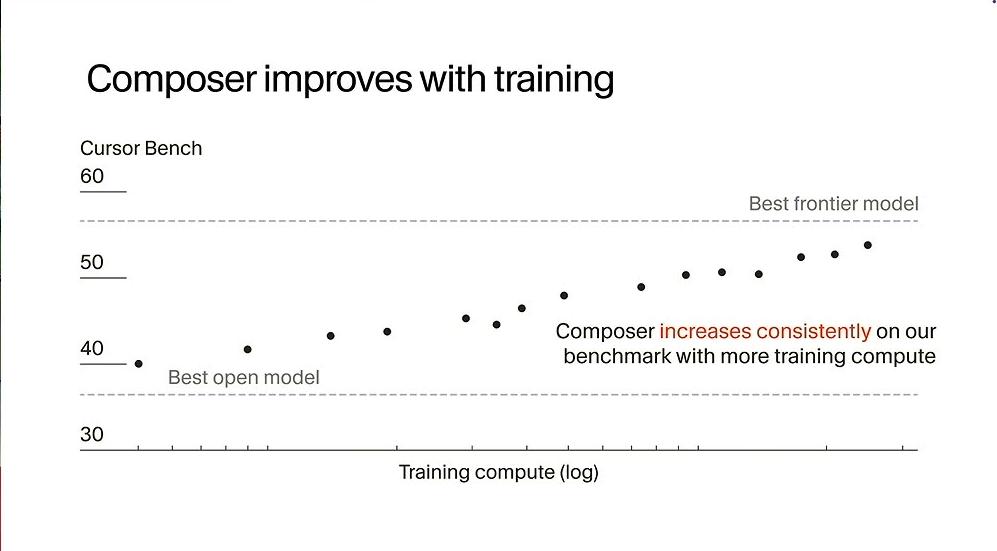 Composer improves with training
Cursor Bench
60
Best frontier model
50
Composer increases consistently on our
benchmark with more training compute
40
Best open model
30
Training compute (log)